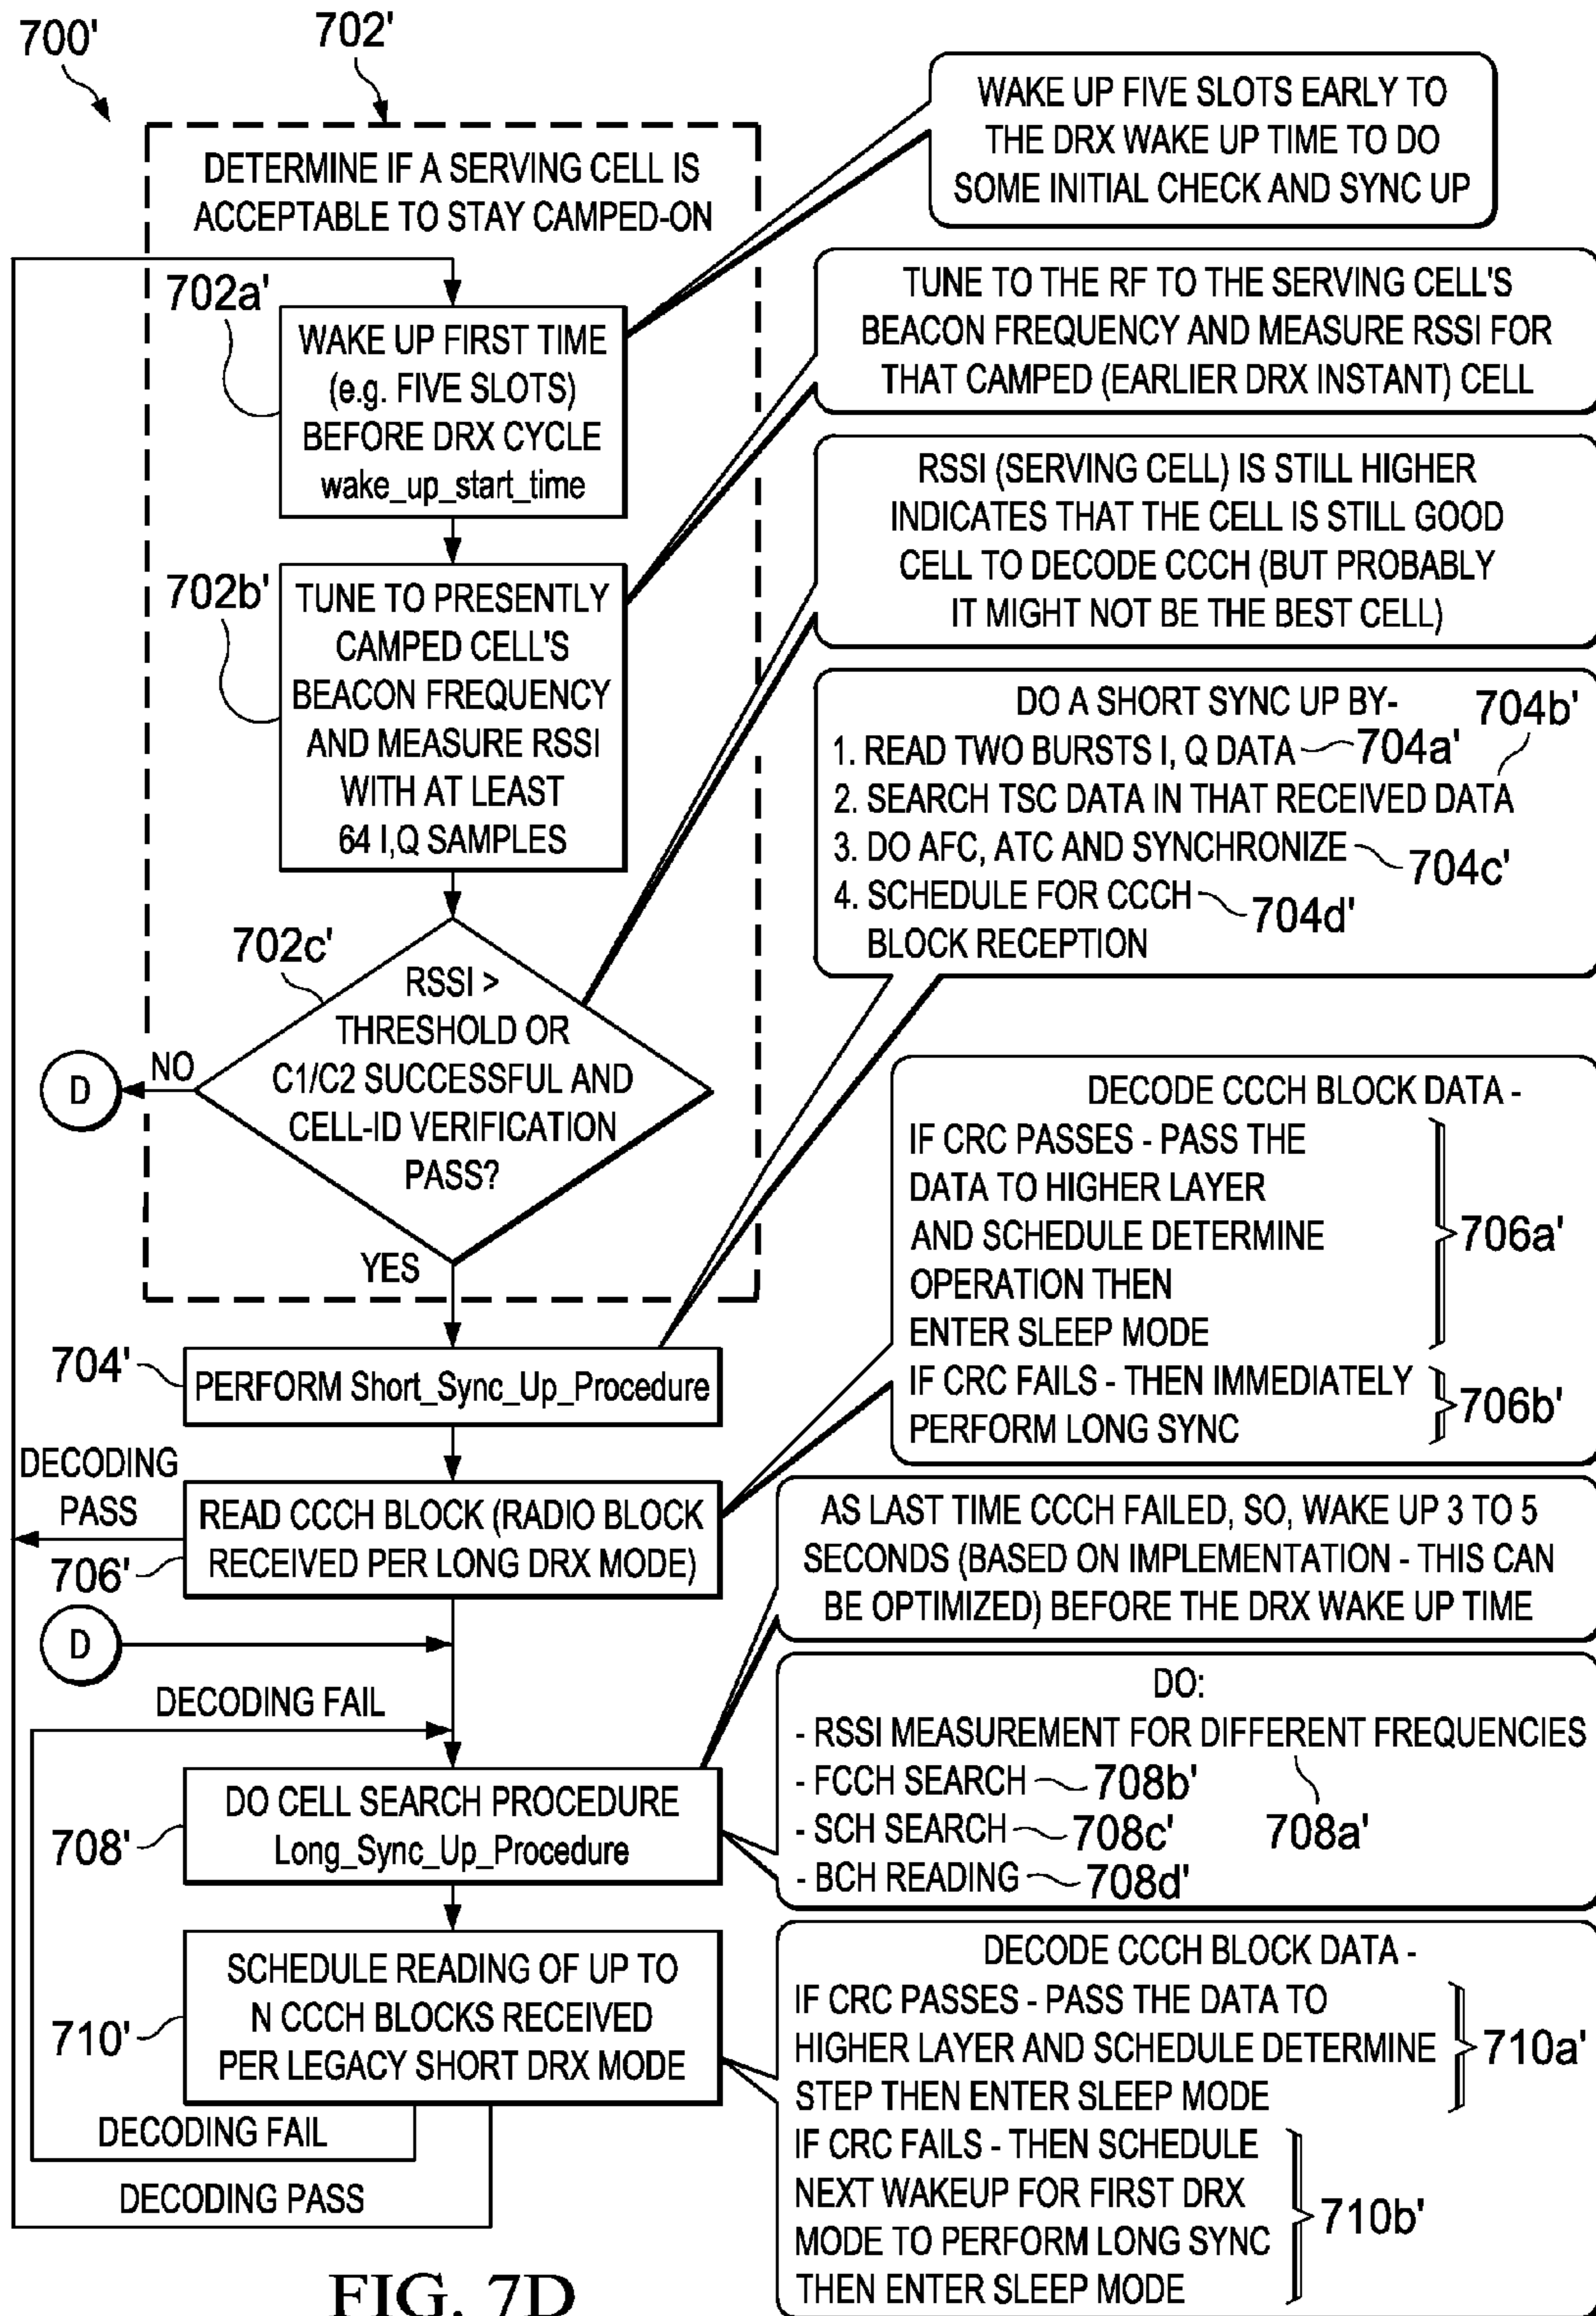 700'
702'
DETERMINE IF A SERVING CELL IS
ACCEPTABLE TO STAY CAMPED-ON
702a'
WAKE UP FIRST TIME
(e.g. FIVE SLOTS)
BEFORE DRX CYCLE
wake_up_start_time
WAKE UP FIVE SLOTS EARLY TO
THE DRX WAKE UP TIME TO DO
SOME INITIAL CHECK AND SYNC UP
702b'
TUNE TO PRESENTLY
CAMPED CELL'S
BEACON FREQUENCY
AND MEASURE RSSI
WITH AT LEAST
64 I,Q SAMPLES
TUNE TO THE RF TO THE SERVING CELL'S
BEACON FREQUENCY AND MEASURE RSSI FOR
THAT CAMPED (EARLIER DRX INSTANT) CELL
702c'
RSSI >
THRESHOLD OR
C1/C2 SUCCESSFUL AND
CELL-ID VERIFICATION
PASS?
NO
D
YES
RSSI (SERVING CELL) IS STILL HIGHER
INDICATES THAT THE CELL IS STILL GOOD
CELL TO DECODE CCCH (BUT PROBABLY
IT MIGHT NOT BE THE BEST CELL)
704'
PERFORM Short_Sync_Up_Procedure
DO A SHORT SYNC UP BY-
704b'
1. READ TWO BURSTS I, Q DATA 704a'
2. SEARCH TSC DATA IN THAT RECEIVED DATA
3. DO AFC, ATC AND SYNCHRONIZE 704c'
4. SCHEDULE FOR CCCH 704d'
BLOCK RECEPTION
DECODING
PASS
706'
READ CCCH BLOCK (RADIO BLOCK
RECEIVED PER LONG DRX MODE)
DECODE CCCH BLOCK DATA -
IF CRC PASSES - PASS THE
DATA TO HIGHER LAYER
AND SCHEDULE DETERMINE
OPERATION THEN
ENTER SLEEP MODE
706a'
IF CRC FAILS - THEN IMMEDIATELY
PERFORM LONG SYNC
706b'
D
DECODING FAIL
708'
DO CELL SEARCH PROCEDURE
Long_Sync_Up_Procedure
AS LAST TIME CCCH FAILED, SO, WAKE UP 3 TO 5
SECONDS (BASED ON IMPLEMENTATION - THIS CAN
BE OPTIMIZED) BEFORE THE DRX WAKE UP TIME
DO:
- RSSI MEASUREMENT FOR DIFFERENT FREQUENCIES
- FCCH SEARCH 708b'
- SCH SEARCH 708c'
708a'
- BCH READING 708d'
710'
SCHEDULE READING OF UP TO
N CCCH BLOCKS RECEIVED
PER LEGACY SHORT DRX MODE
DECODING FAIL
DECODING PASS
DECODE CCCH BLOCK DATA -
IF CRC PASSES - PASS THE DATA TO
HIGHER LAYER AND SCHEDULE DETERMINE
STEP THEN ENTER SLEEP MODE
710a'
IF CRC FAILS - THEN SCHEDULE
NEXT WAKEUP FOR FIRST DRX
MODE TO PERFORM LONG SYNC
THEN ENTER SLEEP MODE
710b'
FIG. 7D